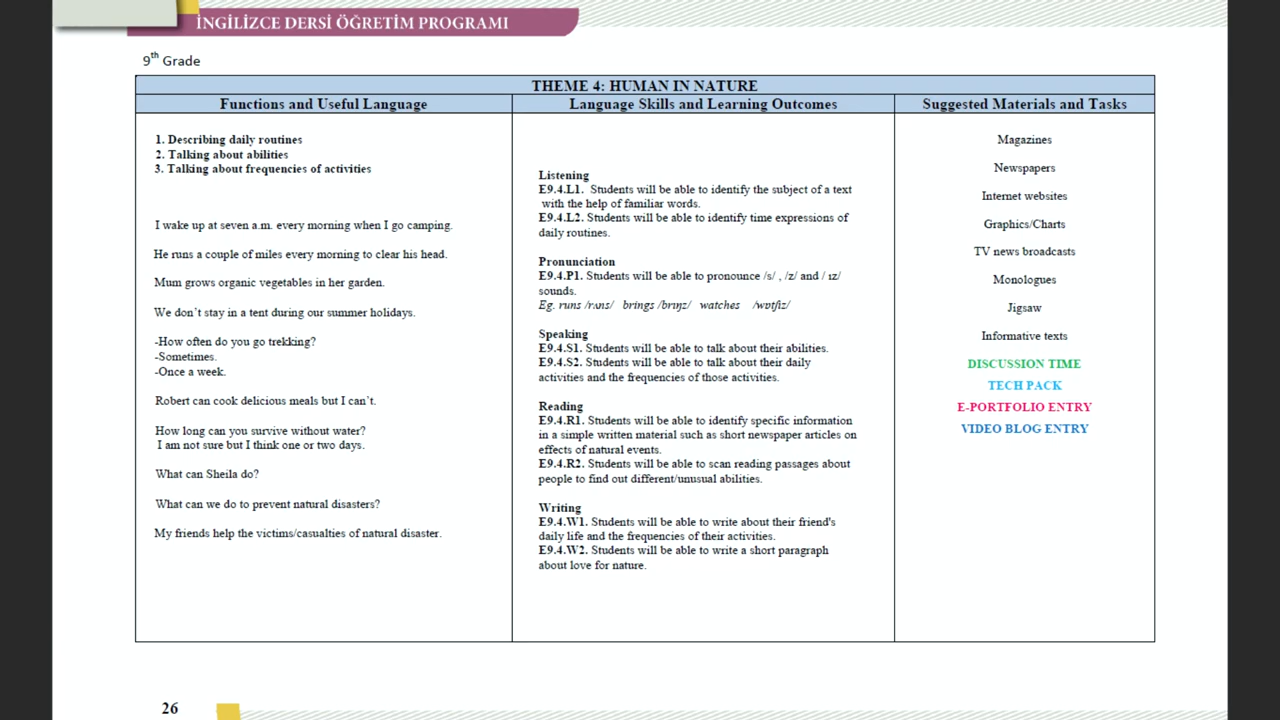 İNGİLİZCE DERSİ ÖĞRETİM PROGRAMI
9th Grade
THEME 4: HUMAN IN NATURE
Functions and Useful Language
Language Skills and Learning Outcomes
Suggested Materials and Tasks
1. Describing daily routines
2. Talking about abilities
3. Talking about frequencies of activities
I wake up at seven a.m. every morning when I go camping.
He runs a couple of miles every morning to clear his head.
Mum grows organic vegetables in her garden.
We don't stay in a tent during our summer holidays.
-How often do you go trekking?
-Sometimes.
-Once a week.
Robert can cook delicious meals but I can't.
How long can you survive without water?
I am not sure but I think one or two days.
What can Sheila do?
What can we do to prevent natural disasters?
My friends help the victims/casualties of natural disaster.
Listening
E9.4.L1. Students will be able to identify the subject of a text
with the help of familiar words.
E9.4.L2. Students will be able to identify time expressions of
daily routines.
Pronunciation
E9.4.P1. Students will be able to pronounce /s/ , /z/ and / ɪz/
sounds.
Eg. runs /rʌns/ brings /brɪŋz/ watches /wɒtʃɪz/
Speaking
E9.4.S1. Students will be able to talk about their abilities.
E9.4.S2. Students will be able to talk about their daily
activities and the frequencies of those activities.
Reading
E9.4.R1. Students will be able to identify specific information
in a simple written material such as short newspaper articles on
effects of natural events.
E9.4.R2. Students will be able to scan reading passages about
people to find out different/unusual abilities.
Writing
E9.4.W1. Students will be able to write about their friend's
daily life and the frequencies of their activities.
E9.4.W2. Students will be able to write a short paragraph
about love for nature.
Magazines
Newspapers
Internet websites
Graphics/Charts
TV news broadcasts
Monologues
Jigsaw
Informative texts
DISCUSSION TIME
TECH PACK
E-PORTFOLIO ENTRY
VIDEO BLOG ENTRY
26